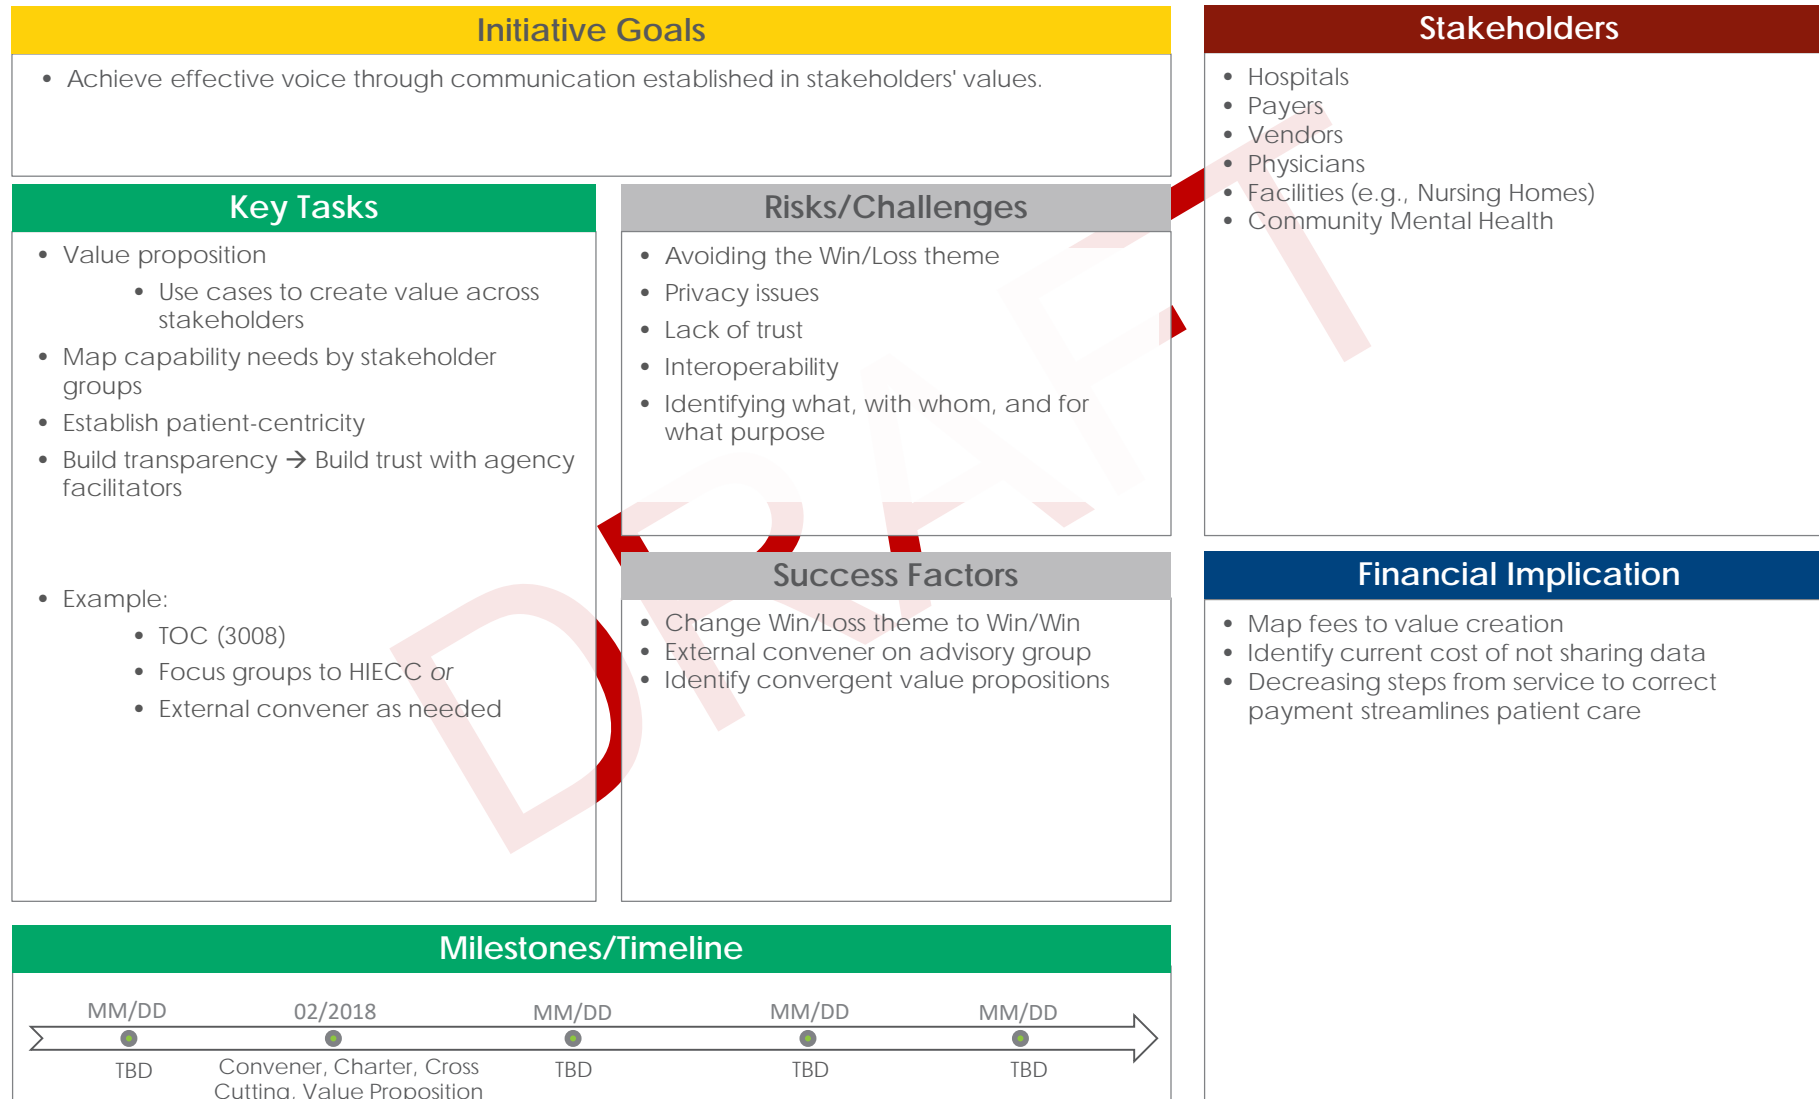 Initiative Goals
• Achieve effective voice through communication established in stakeholders' values.
Stakeholders
• Hospitals
• Payers
• Vendors
• Physicians
• Facilities (e.g., Nursing Homes)
• Community Mental Health
Key Tasks
• Value proposition
• Use cases to create value across
stakeholders
• Map capability needs by stakeholder
groups
• Establish patient-centricity
• Build transparency → Build trust with agency
facilitators
• Example:
• TOC (3008)
• Focus groups to HIECC or
• External convener as needed
Risks/Challenges
• Avoiding the Win/Loss theme
• Privacy issues
• Lack of trust
• Interoperability
• Identifying what, with whom, and for
what purpose
Success Factors
• Change Win/Loss theme to Win/Win
• External convener on advisory group
• Identify convergent value propositions
Financial Implication
• Map fees to value creation
• Identify current cost of not sharing data
• Decreasing steps from service to correct
payment streamlines patient care
Milestones/Timeline
MM/DD 02/2018 MM/DD MM/DD MM/DD
TBD Convener, Charter, Cross TBD TBD TBD
Cutting, Value Proposition
DRAFT